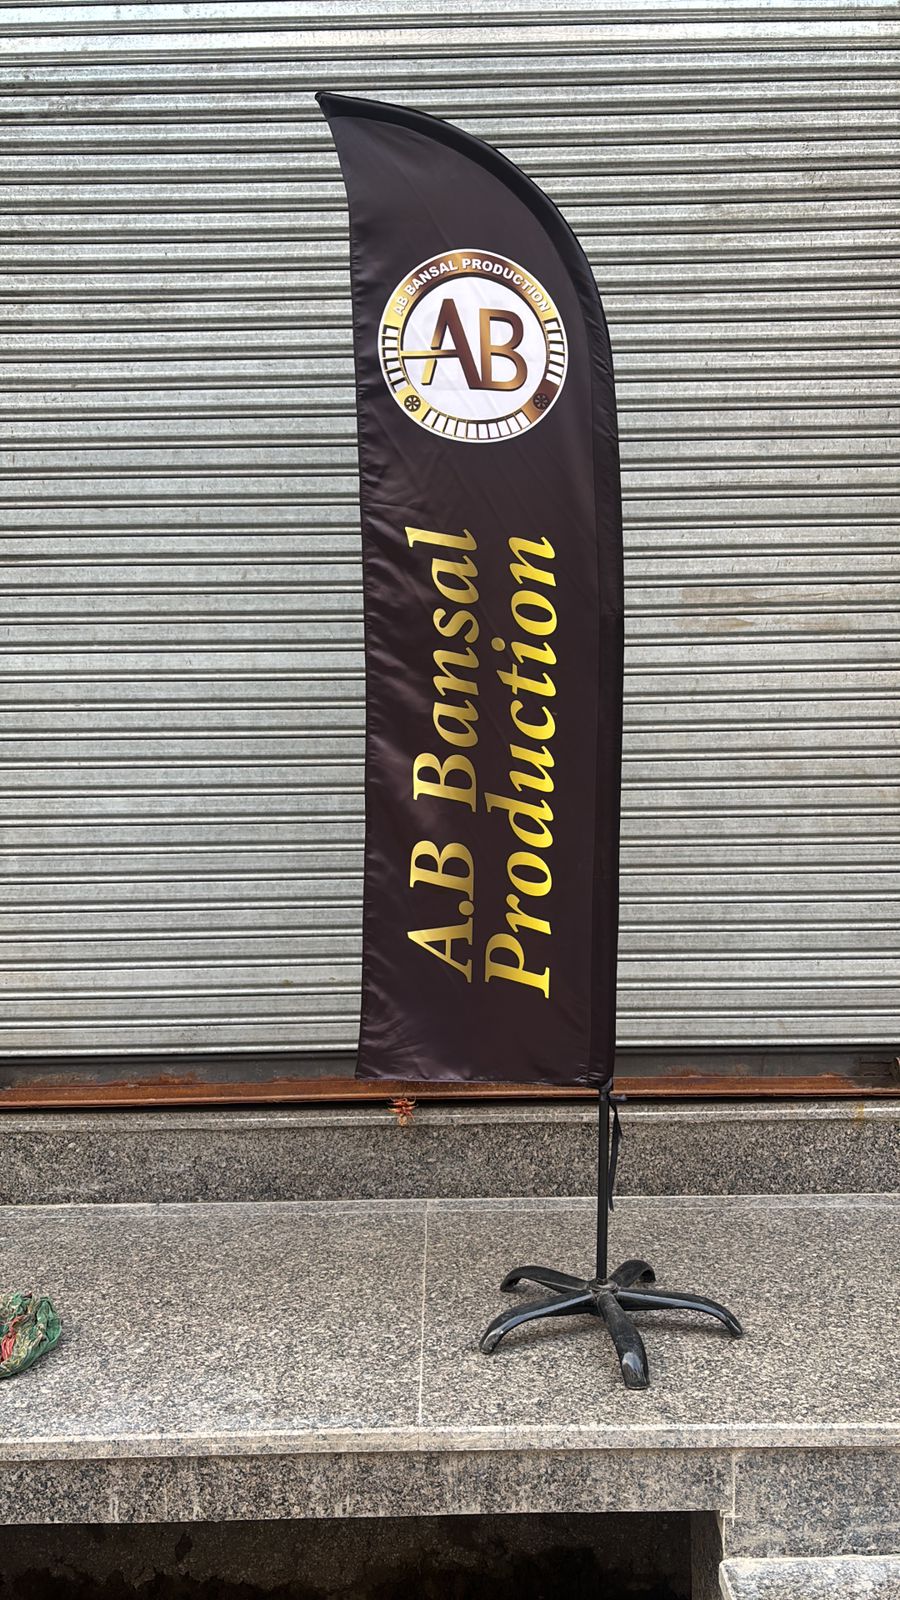 AB BANSAL PRODUCTION
AB
A.B Bansal
Production